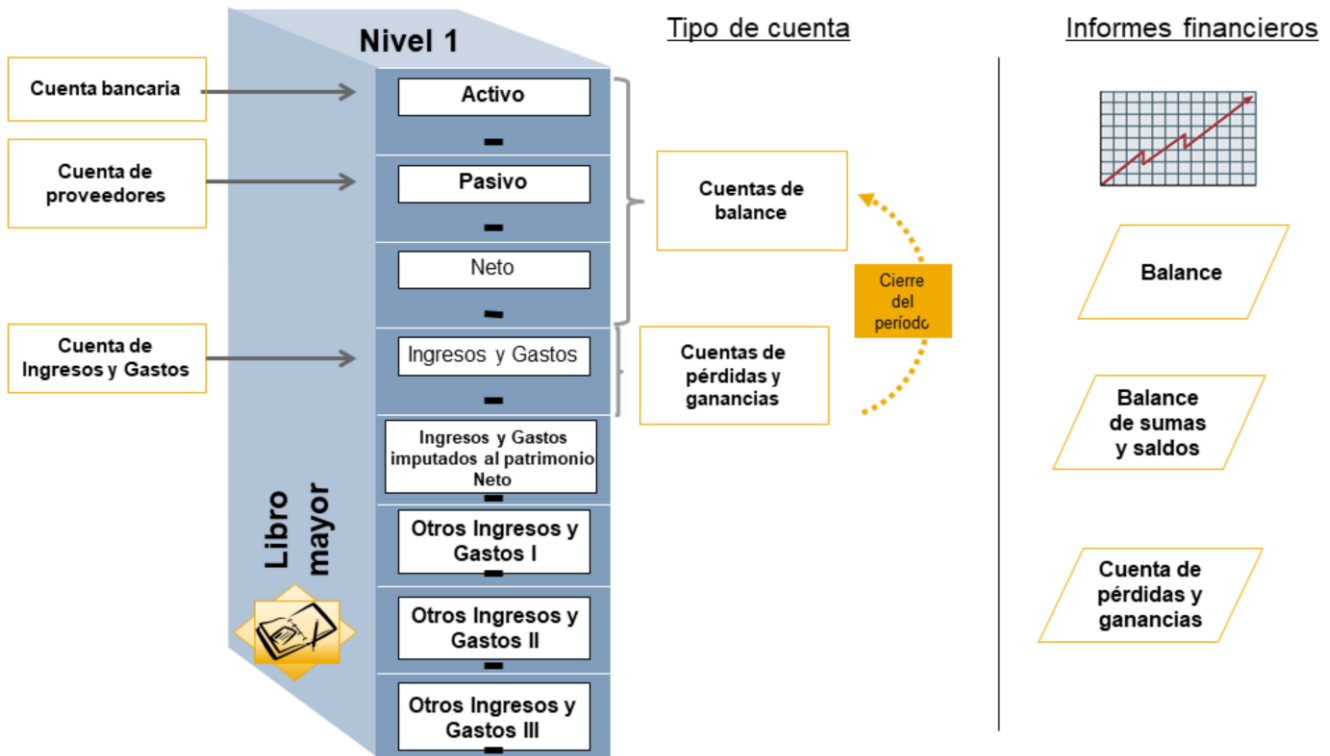 Nivel 1
Tipo de cuenta
Informes financieros
Cuenta bancaria
Activo
Cuenta de
proveedores
Pasivo
Cuentas de
balance
Neto
Cierre
del
período
Balance
Cuenta de
Ingresos y Gastos
Ingresos y Gastos
Cuentas de
pérdidas y
ganancias
Balance
de sumas
y saldos
Ingresos y Gastos
imputados al patrimonio
Neto
Libro
mayor
Otros Ingresos y
Gastos I
Otros Ingresos y
Gastos II
Otros Ingresos y
Gastos III
Cuenta de
pérdidas y
ganancias